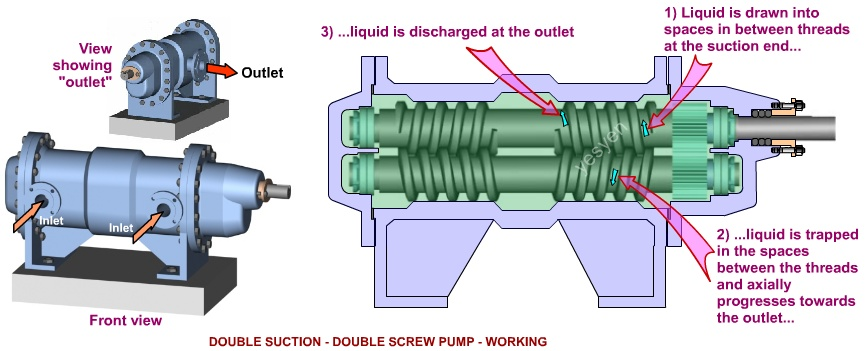 View
showing
"outlet"
Outlet
Inlet
Inlet
Front view
3) ...liquid is discharged at the outlet
1) Liquid is drawn into
spaces in between threads
at the suction end...
yesyen
2) ...liquid is trapped
in the spaces
between the threads
and axially
progresses towards
the outlet...
DOUBLE SUCTION - DOUBLE SCREW PUMP - WORKING